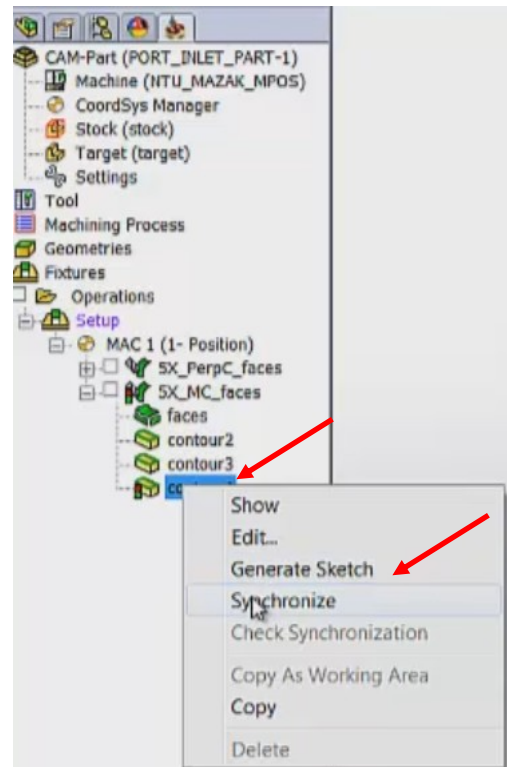 CAM-Part (PORT_INLET_PART-1)
Machine (NTU_MAZAK_MPOS)
CoordSys Manager
Stock (stock)
Target (target)
Settings
Tool
Machining Process
Geometries
Fixtures
Operations
Setup
MAC 1 (1- Position)
5X_PerpC_faces
5X_MC_faces
faces
contour2
contour3
Show
Edit...
Generate Sketch
Synchronize
Check Synchronization
Copy As Working Area
Copy
Delete